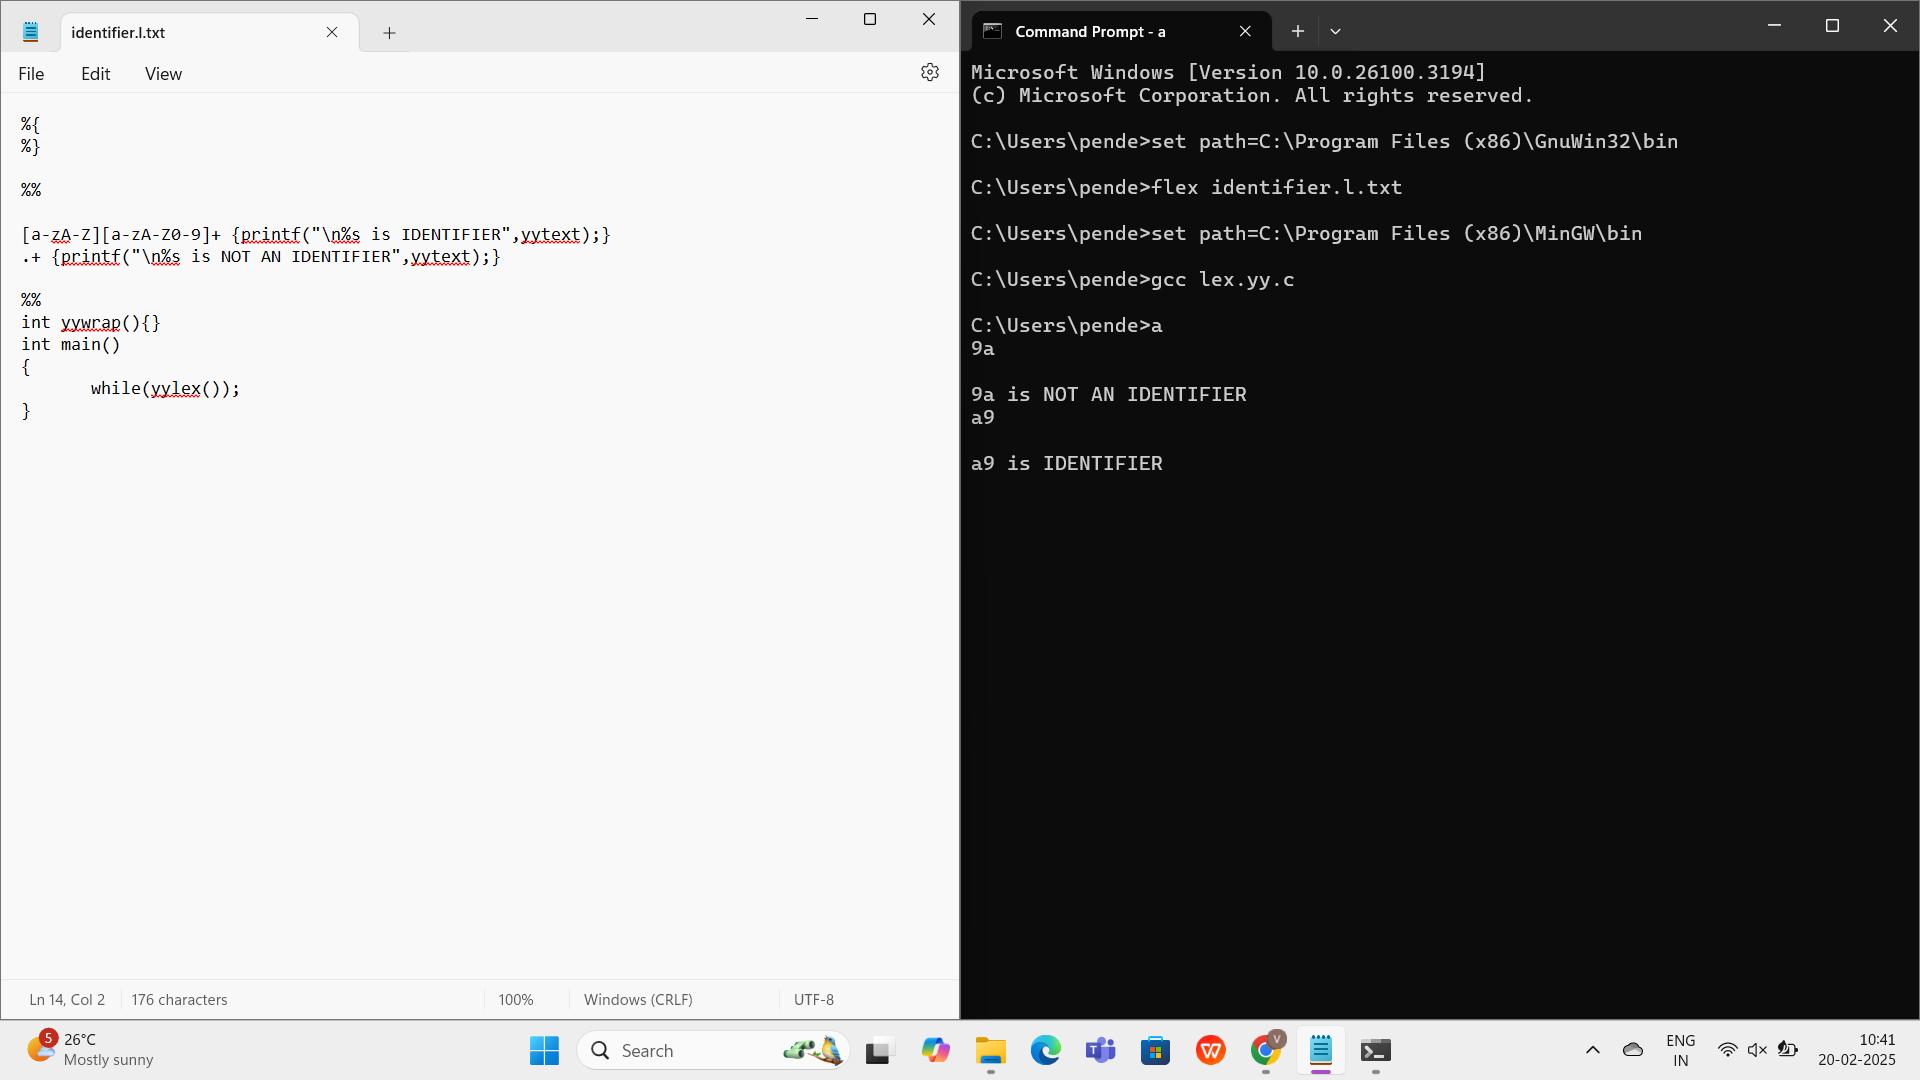 identifier.l.txt
File Edit View
%{
%}
%%
[a-zA-Z][a-zA-Z0-9]+ {printf("\n%s is IDENTIFIER",yytext);}
.+ {printf("\n%s is NOT AN IDENTIFIER",yytext);}
%%
int yywrap(){}
int main()
{
while(yylex());
}
Ln 14, Col 2 176 characters 100% Windows (CRLF) UTF-8
Command Prompt - a
Microsoft Windows [Version 10.0.26100.3194]
(c) Microsoft Corporation. All rights reserved.
C:\Users\pende>set path=C:\Program Files (x86)\GnuWin32\bin
C:\Users\pende>flex identifier.l.txt
C:\Users\pende>set path=C:\Program Files (x86)\MinGW\bin
C:\Users\pende>gcc lex.yy.c
C:\Users\pende>a
9a
9a is NOT AN IDENTIFIER
a9
a9 is IDENTIFIER
5
26°C
Mostly sunny
Search
V
ENG
IN
10:41
20-02-2025